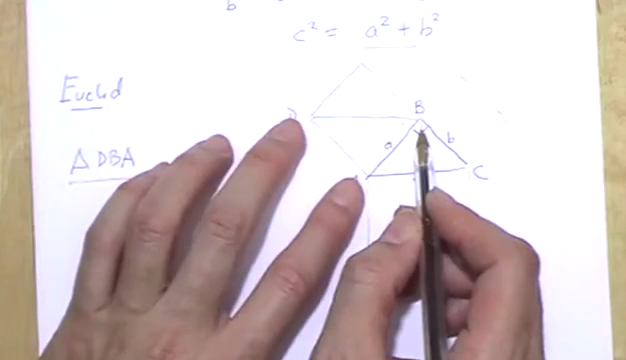 b
c² = a² + b²
Euclid
B
D
a
b
Δ DBA
C